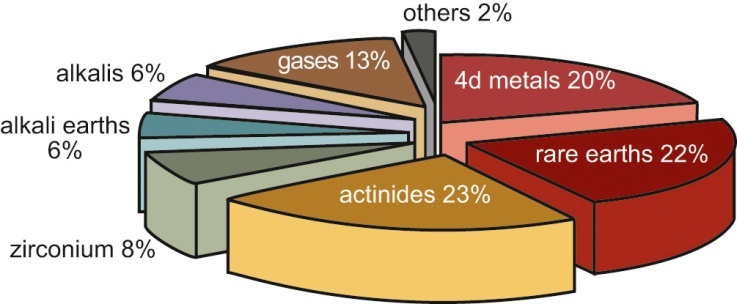 others 2%
gases 13%
4d metals 20%
alkalis 6%
alkali earths
6%
rare earths 22%
actinides 23%
zirconium 8%